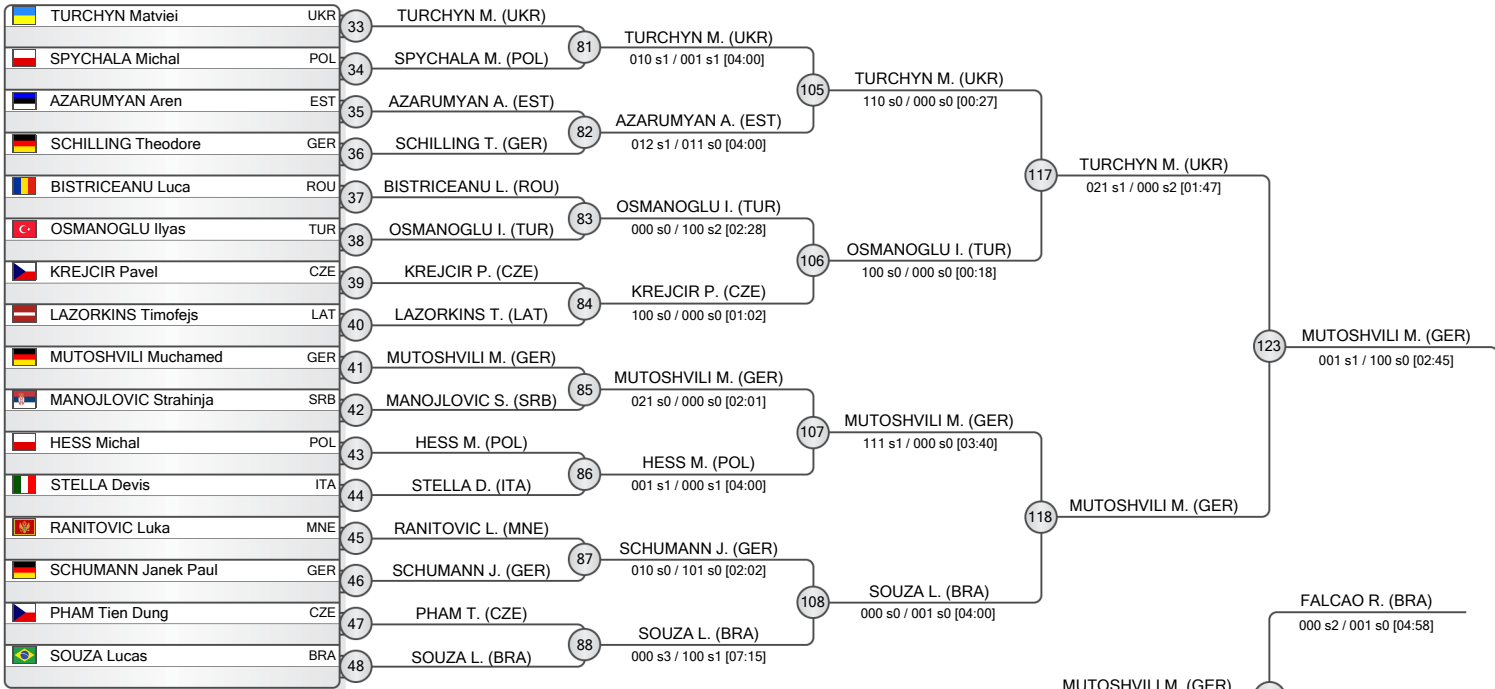 TURCHYN Matviei UKR
SPYCHALA Michal POL
AZARUMYAN Aren EST
SCHILLING Theodore GER
BISTRICEANU Luca ROU
OSMANOGLU Ilyas TUR
KREJCIR Pavel CZE
LAZORKINS Timofejs LAT
MUTOSHVILI Muchamed GER
MANOJLOVIC Strahinja SRB
HESS Michal POL
STELLA Devis ITA
RANITOVIC Luka MNE
SCHUMANN Janek Paul GER
PHAM Tien Dung CZE
SOUZA Lucas BRA
33 TURCHYN M. (UKR)
34 SPYCHALA M. (POL)
35 AZARUMYAN A. (EST)
36 SCHILLING T. (GER)
37 BISTRICEANU L. (ROU)
38 OSMANOGLU I. (TUR)
39 KREJCIR P. (CZE)
40 LAZORKINS T. (LAT)
41 MUTOSHVILI M. (GER)
42 MANOJLOVIC S. (SRB)
43 HESS M. (POL)
44 STELLA D. (ITA)
45 RANITOVIC L. (MNE)
46 SCHUMANN J. (GER)
47 PHAM T. (CZE)
48 SOUZA L. (BRA)
81 TURCHYN M. (UKR)
010 s1 / 001 s1 [04:00]
82 AZARUMYAN A. (EST)
012 s1 / 011 s0 [04:00]
83 OSMANOGLU I. (TUR)
000 s0 / 100 s2 [02:28]
84 KREJCIR P. (CZE)
100 s0 / 000 s0 [01:02]
85 MUTOSHVILI M. (GER)
021 s0 / 000 s0 [02:01]
86 HESS M. (POL)
001 s1 / 000 s1 [04:00]
87 SCHUMANN J. (GER)
010 s0 / 101 s0 [02:02]
88 SOUZA L. (BRA)
000 s3 / 100 s1 [07:15]
105 TURCHYN M. (UKR)
110 s0 / 000 s0 [00:27]
106 OSMANOGLU I. (TUR)
100 s0 / 000 s0 [00:18]
107 MUTOSHVILI M. (GER)
111 s1 / 000 s0 [03:40]
108 SOUZA L. (BRA)
000 s0 / 001 s0 [04:00]
117 TURCHYN M. (UKR)
021 s1 / 000 s2 [01:47]
118 MUTOSHVILI M. (GER)
123 MUTOSHVILI M. (GER)
001 s1 / 100 s0 [02:45]
FALCAO R. (BRA)
000 s2 / 001 s0 [04:58]
MUTOSHVILI M. (GER)